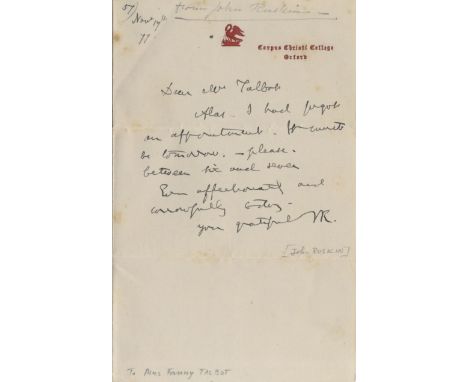 57/ from John Ruskin —
Nov 17th
77
Corpus Christi College
Oxford
Dear Mrs Talbot
Alas. I had forgot
an appointment. It must
be tomorrow. — please.
between six and seven
Ever affectionately and
sorrowfully today
your grateful JR.
[John RUSKIN]
To Mrs Fanny TALBOT